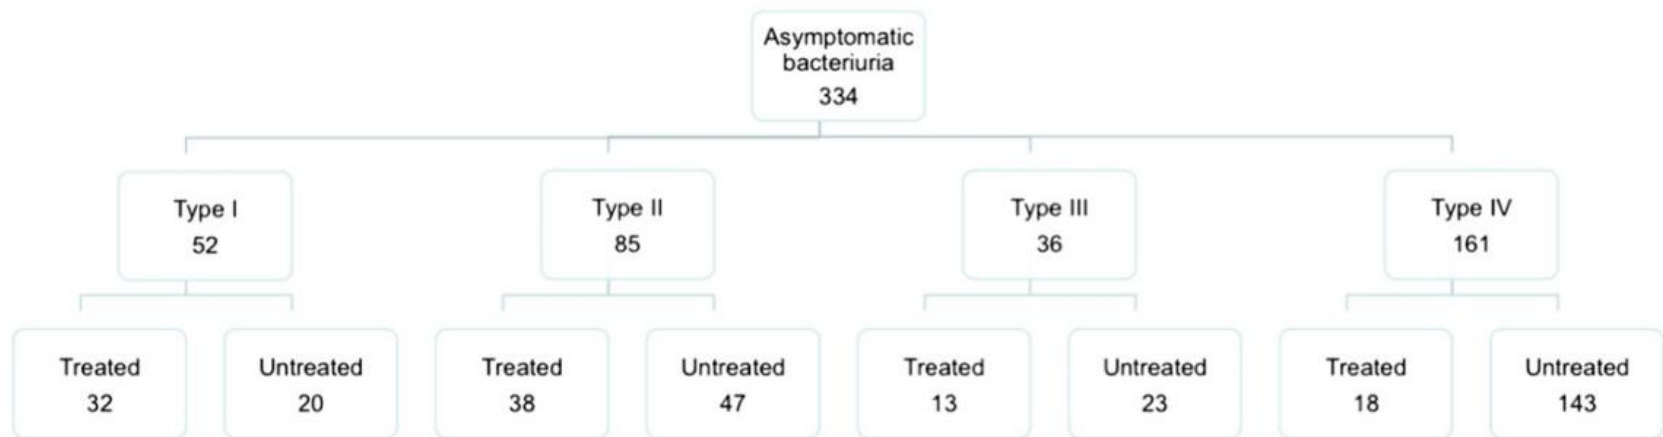 Asymptomatic
bacteriuria
334
Type I
52
Type II
85
Type III
36
Type IV
161
Treated
32
Untreated
20
Treated
38
Untreated
47
Treated
13
Untreated
23
Treated
18
Untreated
143